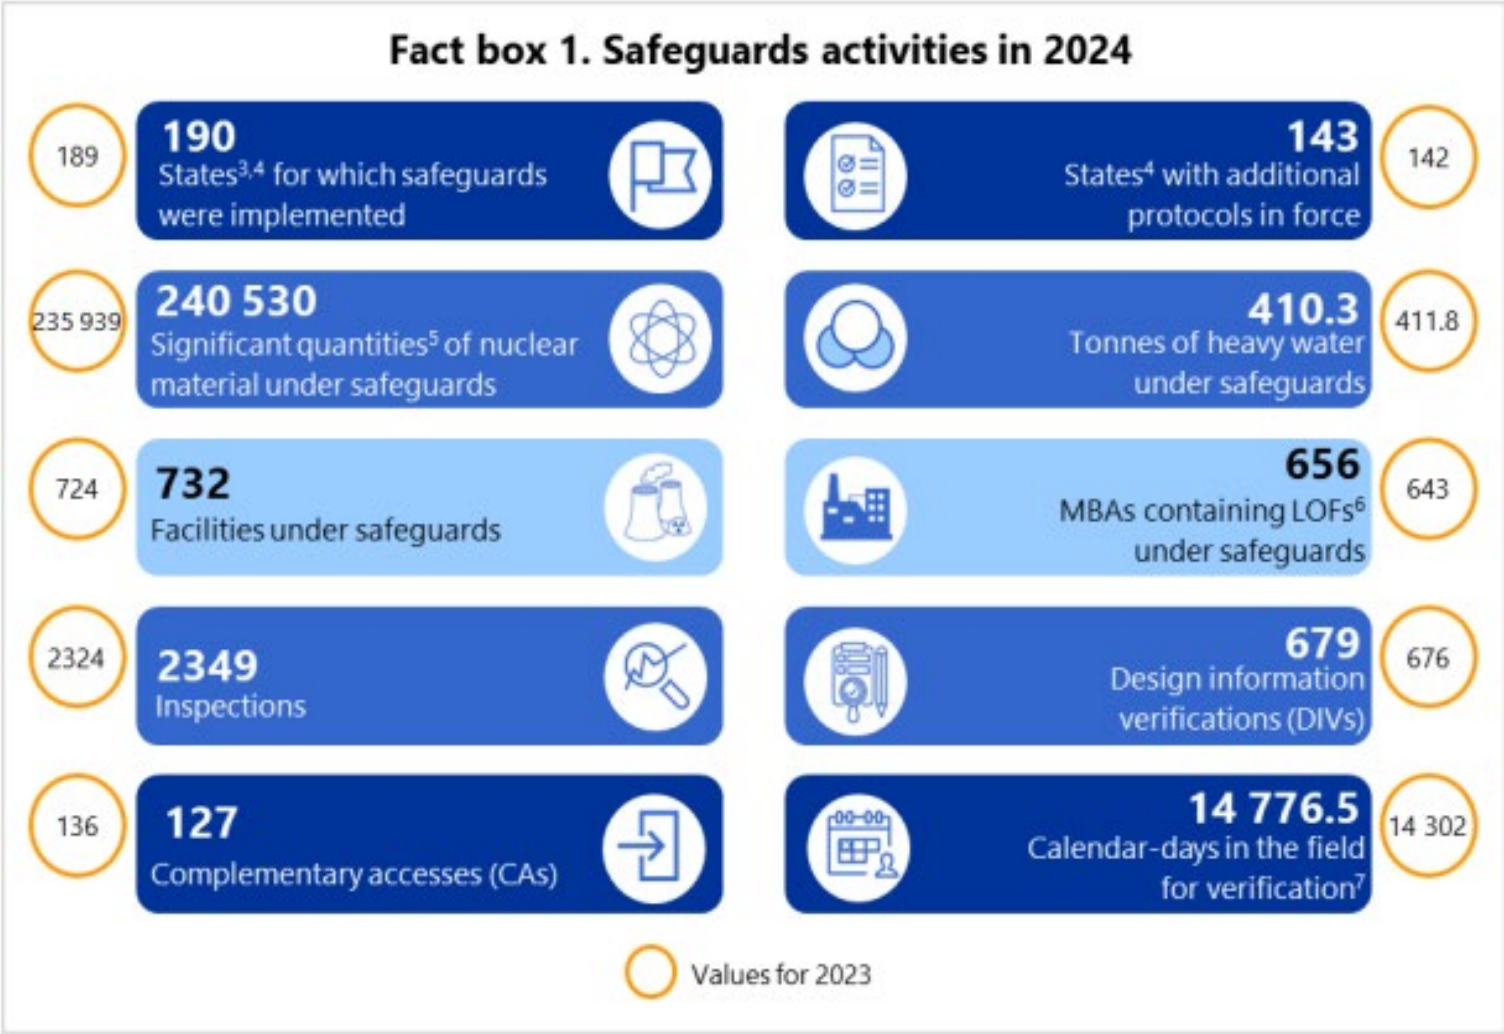 Fact box 1. Safeguards activities in 2024
189
190
States³,⁴ for which safeguards
were implemented
143
States⁴ with additional
protocols in force
142
235 939
240 530
Significant quantities⁵ of nuclear
material under safeguards
410.3
Tonnes of heavy water
under safeguards
411.8
724
732
Facilities under safeguards
656
MBAs containing LOFs⁶
under safeguards
643
2324
2349
Inspections
679
Design information
verifications (DIVs)
676
136
127
Complementary accesses (CAs)
00-00
14 776.5
Calendar-days in the field
for verification⁷
14 302
Values for 2023